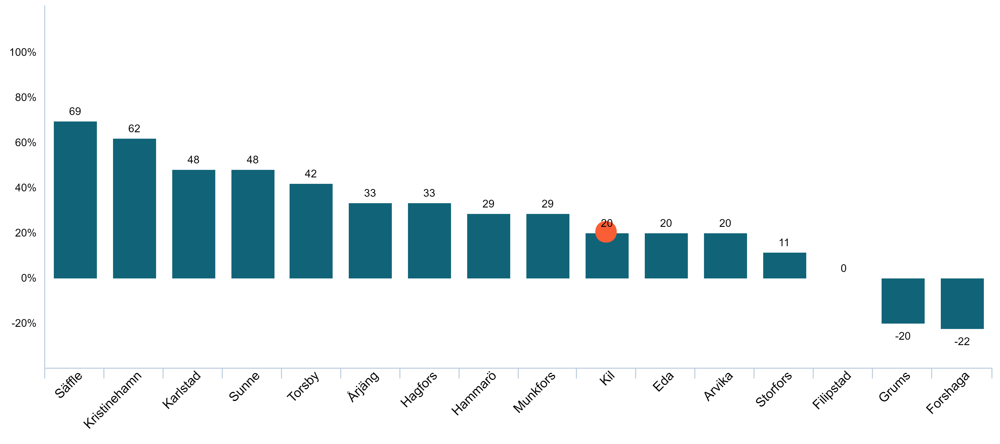 100%
80%
60%
40%
20%
0%
-20%
69
62
48
48
42
33
33
29
29
20
20
20
11
0
-20
-22
Säffle
Kristinehamn
Karlstad
Sunne
Torsby
Årjäng
Hagfors
Hammarö
Munkfors
Kil
Eda
Arvika
Storfors
Filipstad
Grums
Forshaga